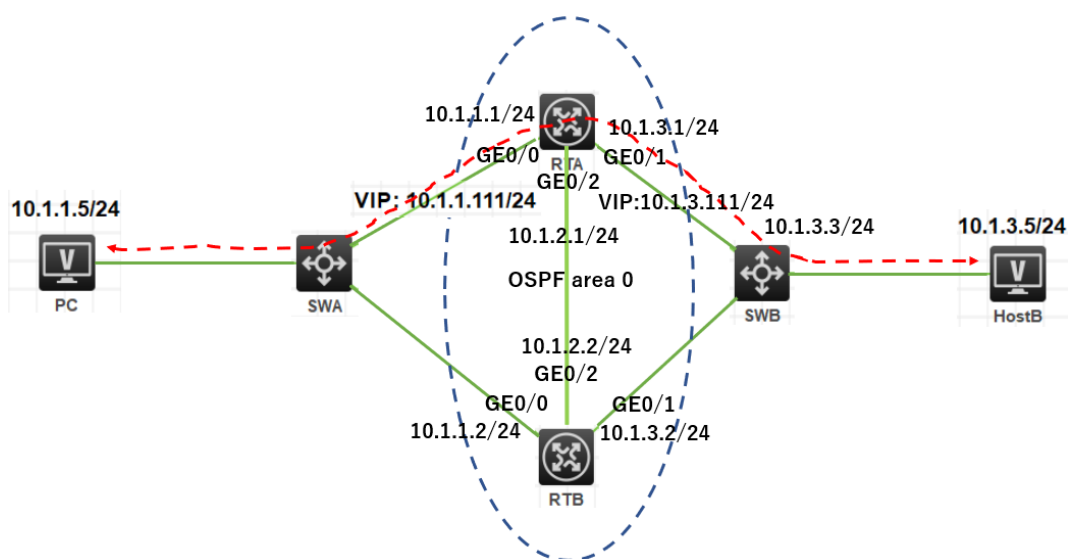 10.1.1.1/24
10.1.3.1/24
GE0/0
RTA
GE0/1
GE0/2
VIP: 10.1.1.111/24
VIP:10.1.3.111/24
10.1.1.5/24
10.1.3.3/24
10.1.3.5/24
10.1.2.1/24
V
V
OSPF area 0
PC
SWA
SWB
HostB
10.1.2.2/24
GE0/2
GE0/0
GE0/1
10.1.1.2/24
10.1.3.2/24
RTB